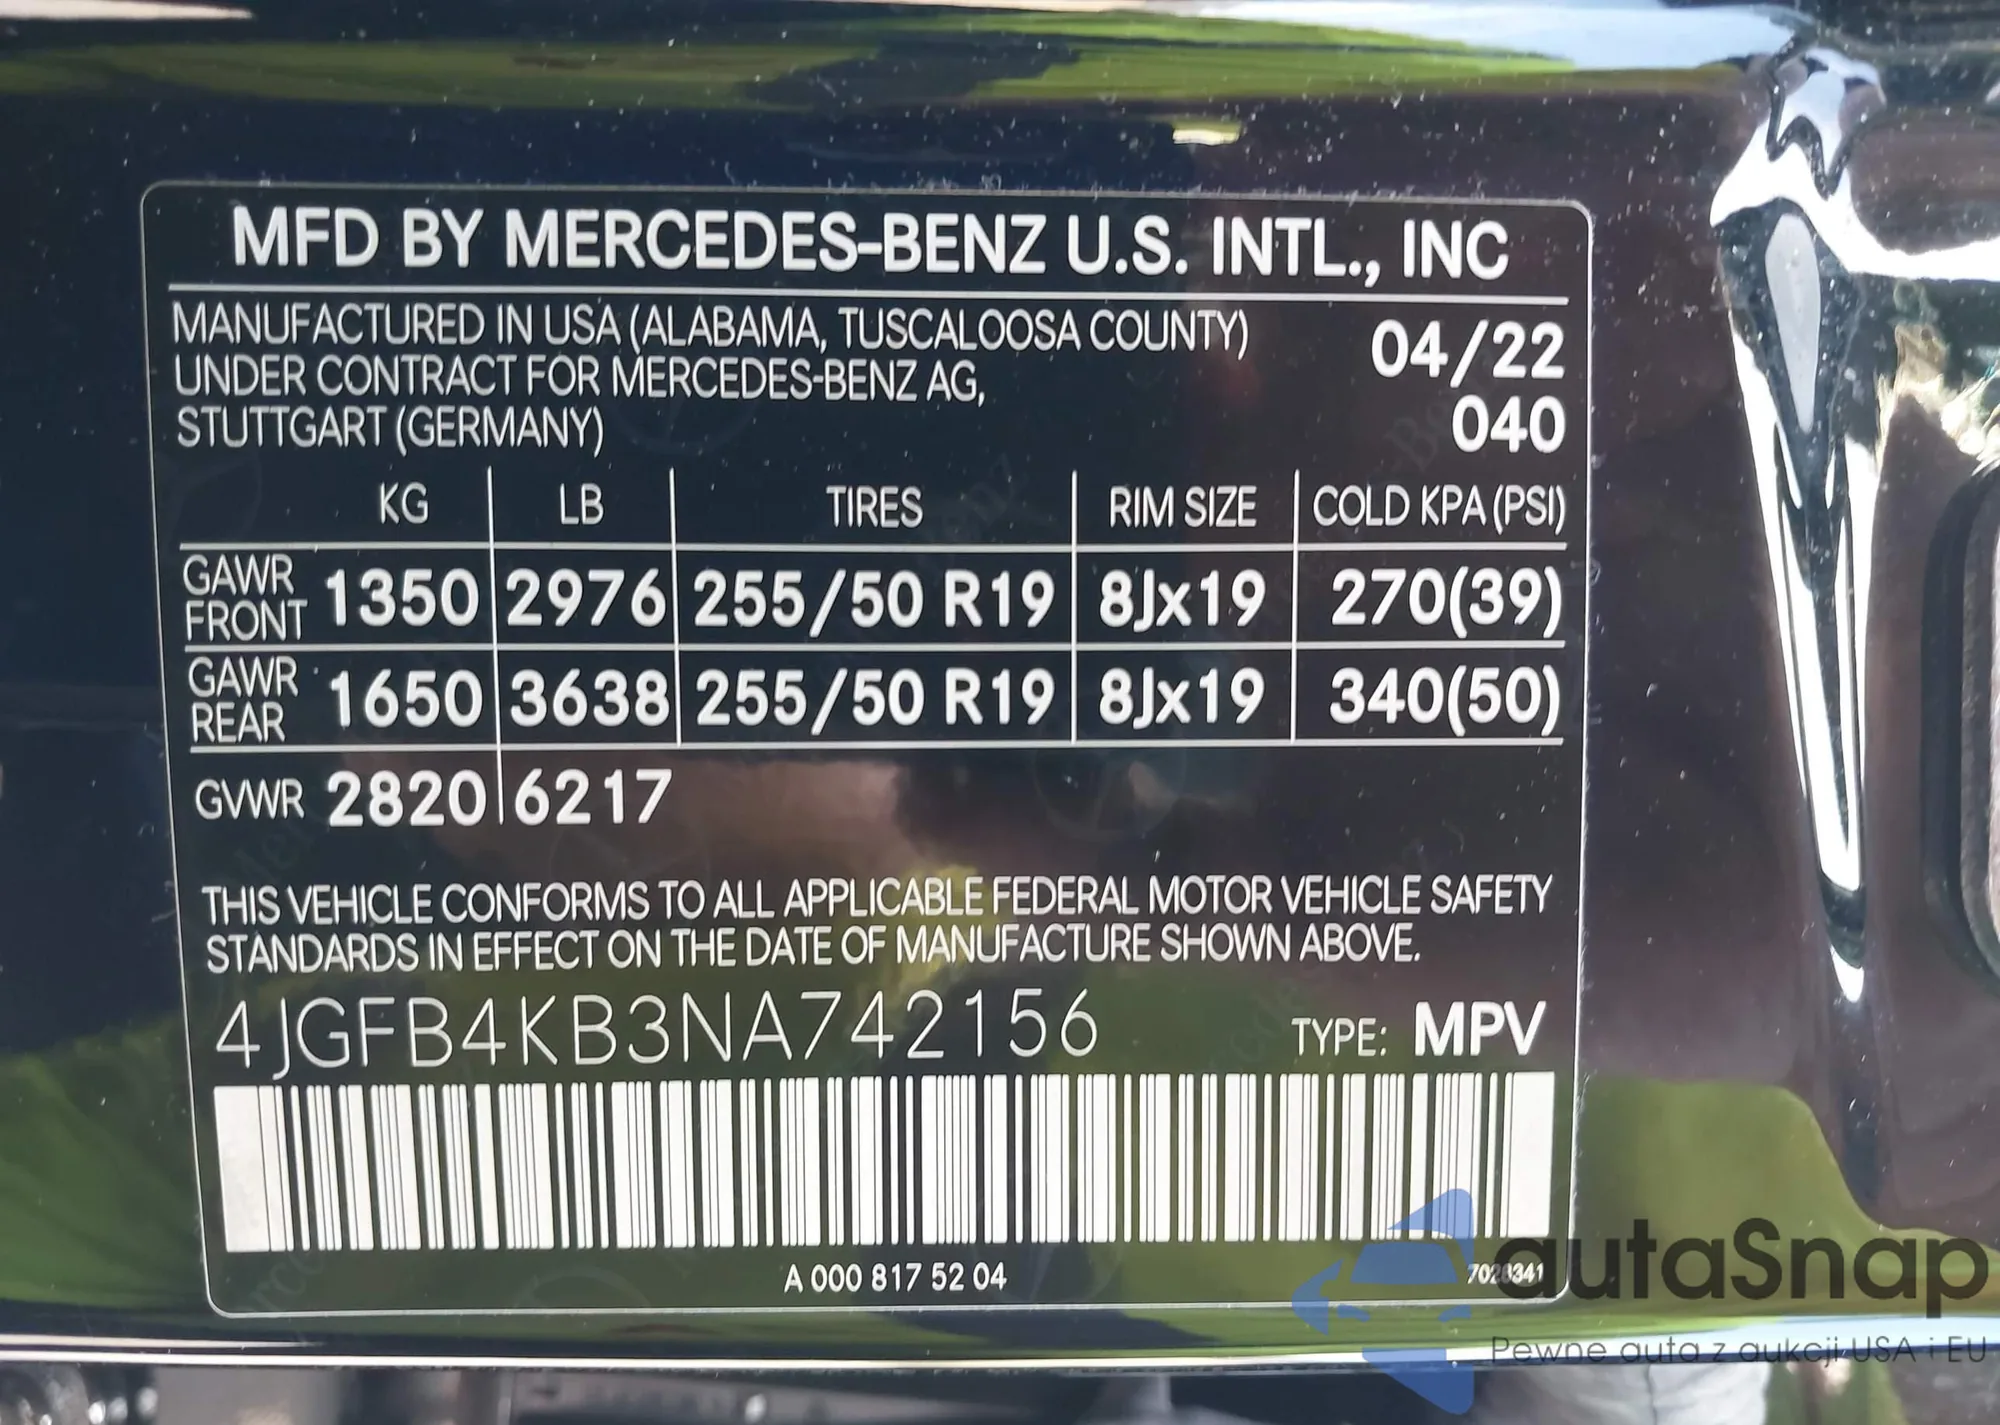 MFD BY MERCEDES-BENZ U.S. INTL., INC
MANUFACTURED IN USA (ALABAMA, TUSCALOOSA COUNTY)
UNDER CONTRACT FOR MERCEDES-BENZ AG,
STUTTGART (GERMANY)
04/22
040
KG LB TIRES RIM SIZE COLD KPA (PSI)
GAWR FRONT 1350 2976 255/50 R19 8Jx19 270(39)
GAWR REAR 1650 3638 255/50 R19 8Jx19 340(50)
GVWR 2820 6217
THIS VEHICLE CONFORMS TO ALL APPLICABLE FEDERAL MOTOR VEHICLE SAFETY
STANDARDS IN EFFECT ON THE DATE OF MANUFACTURE SHOWN ABOVE.
4JGFB4KB3NA742156 TYPE: MPV
A 000 817 52 04
autaSnap
Pewne auta z aukcji USA i EU